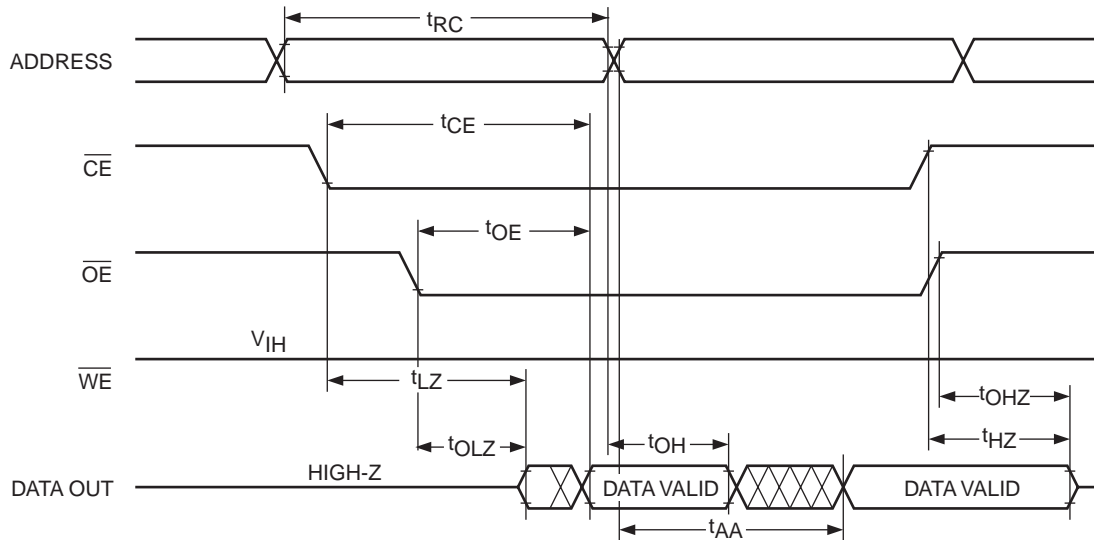 tRC
ADDRESS
tCE
CE
tOE
OE
VIH
WE
tLZ
tOHZ
tOLZ
tOH
tHZ
DATA OUT
HIGH-Z
DATA VALID
DATA VALID
tAA